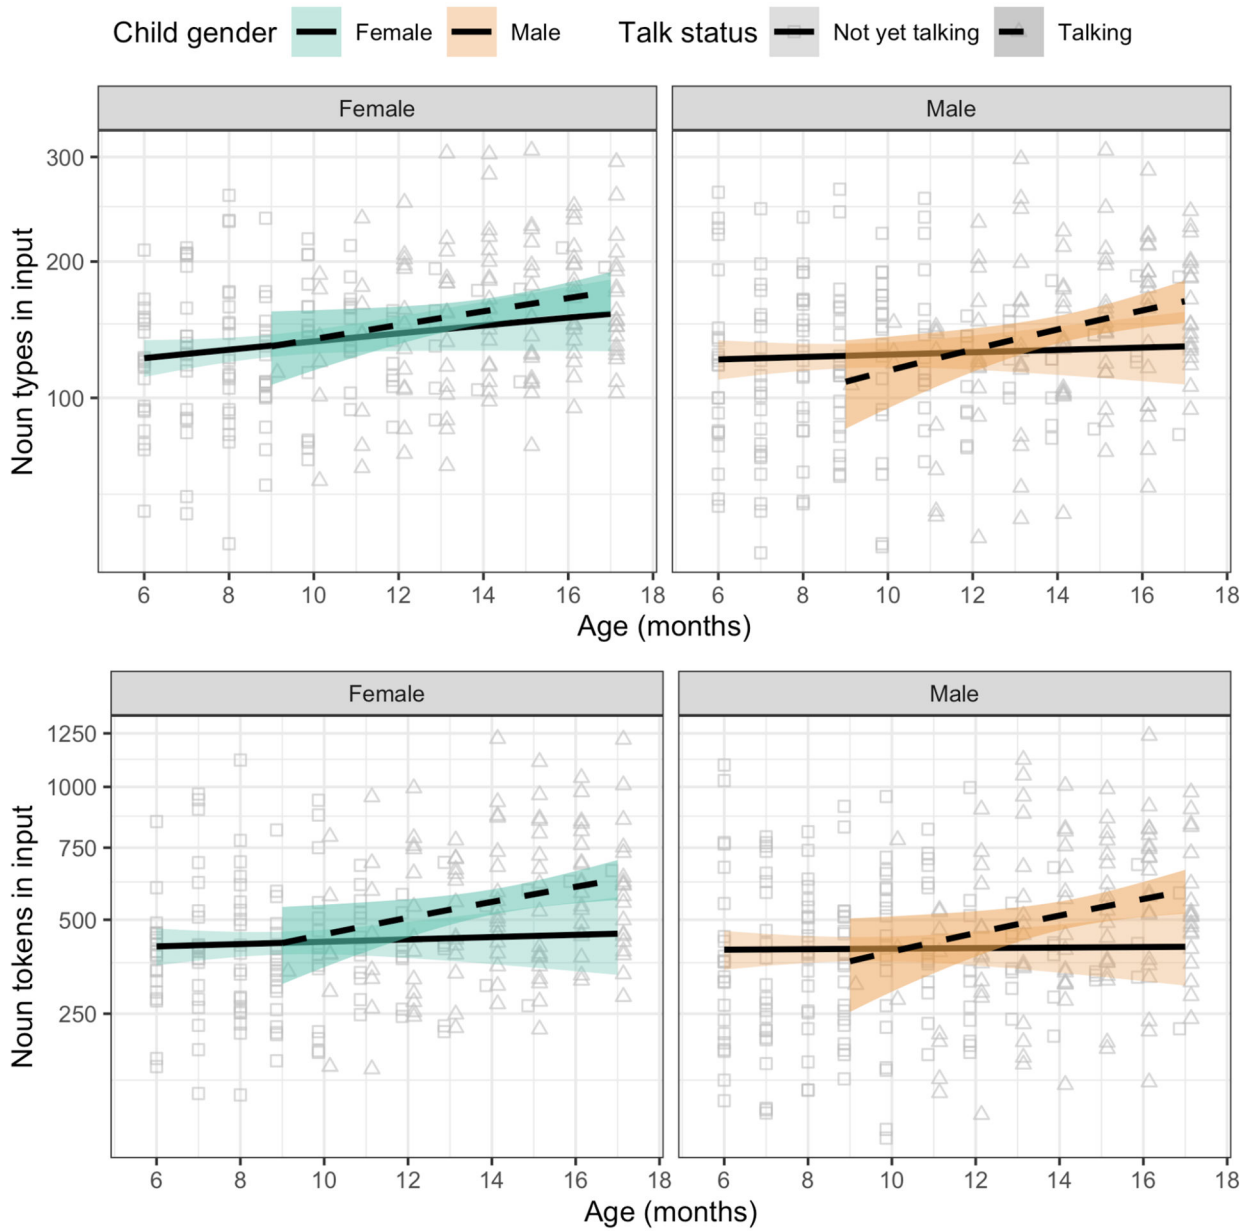 Child gender Female Male Talk status Not yet talking Talking
Female Male
300
200
100
Noun types in input
6 8 10 12 14 16 18 6 8 10 12 14 16 18
Age (months)
Female Male
1250
1000
750
500
250
Noun tokens in input
6 8 10 12 14 16 18 6 8 10 12 14 16 18
Age (months)